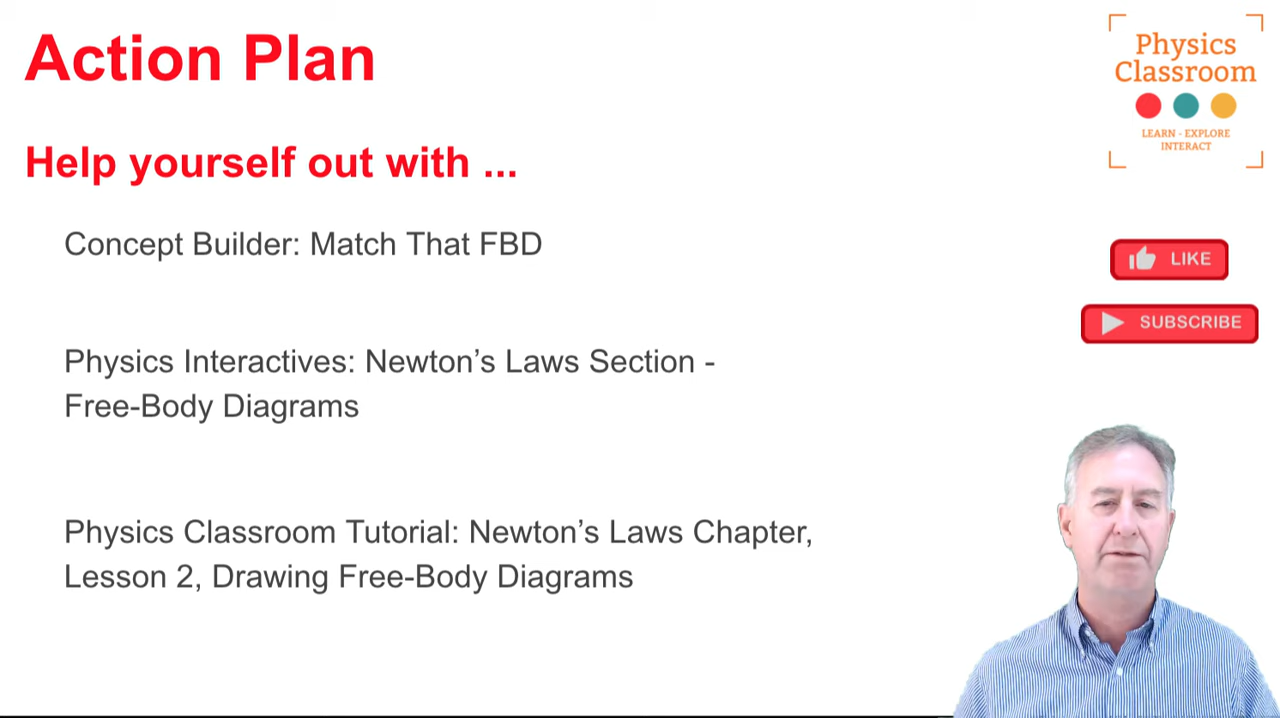 Action Plan
Physics
Classroom
LEARN - EXPLORE
INTERACT
Help yourself out with ...
Concept Builder: Match That FBD
LIKE
SUBSCRIBE
Physics Interactives: Newton’s Laws Section -
Free-Body Diagrams
Physics Classroom Tutorial: Newton’s Laws Chapter,
Lesson 2, Drawing Free-Body Diagrams